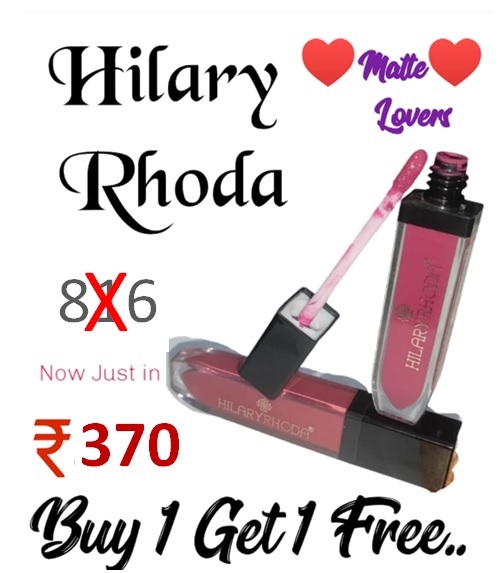 Hilary
Rhoda
Matte
Lovers
816
Now Just in
₹370
Buy 1 Get 1 Free..
HILARYRHODA®
HILARYRHODA®